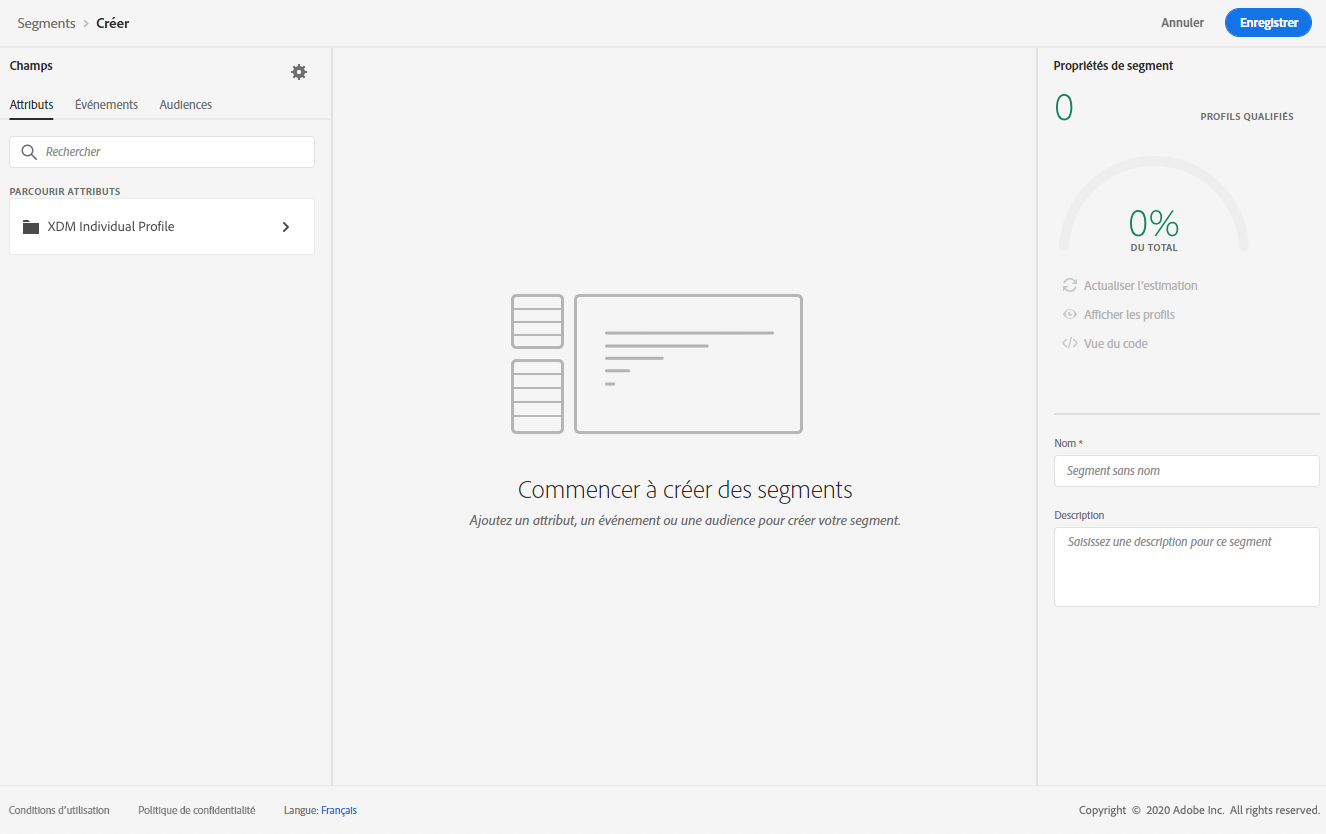 Segments > Créer
Annuler
Enregistrer
Champs
Attributs
Événements
Audiences
Rechercher
PARCOURIR ATTRIBUTS
XDM Individual Profile
Commencer à créer des segments
Ajoutez un attribut, un événement ou une audience pour créer votre segment.
Propriétés de segment
0
PROFILS QUALIFIÉS
0%
DU TOTAL
Actualiser l'estimation
Afficher les profils
</> Vue du code
Nom *
Segment sans nom
Description
Saisissez une description pour ce segment
Conditions d'utilisation
Politique de confidentialité
Langue: Français
Copyright © 2020 Adobe Inc. All rights reserved.